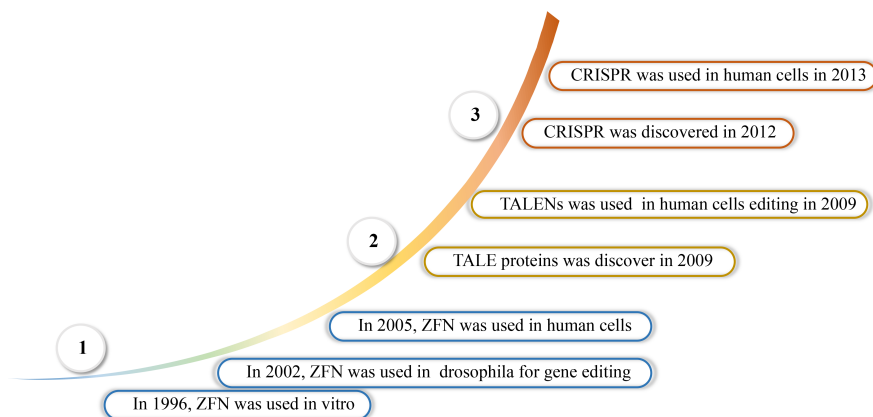 CRISPR was used in human cells in 2013
3
CRISPR was discovered in 2012
TALENs was used in human cells editing in 2009
2
TALE proteins was discover in 2009
In 2005, ZFN was used in human cells
1
In 2002, ZFN was used in drosophila for gene editing
In 1996, ZFN was used in vitro